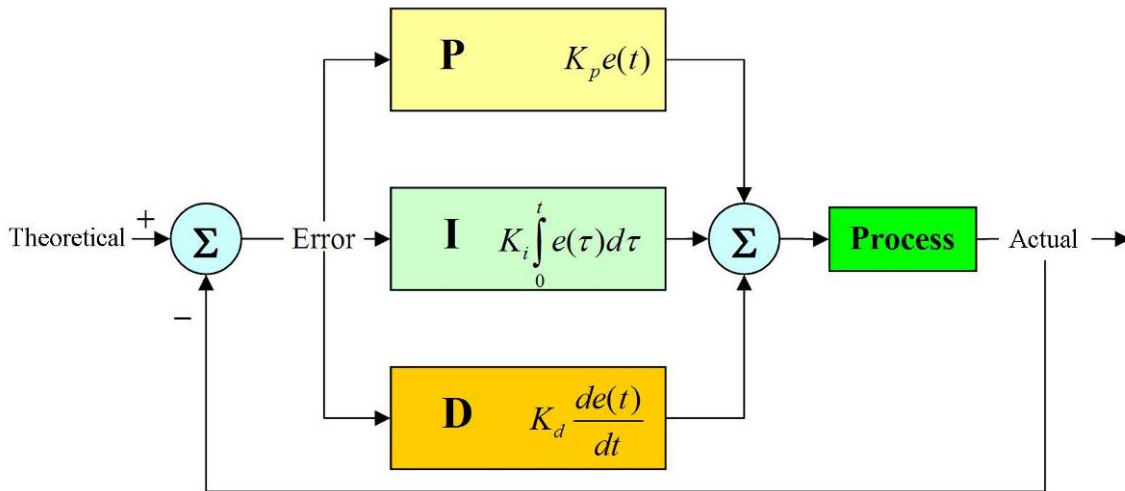 P K_p e(t)
+
Theoretical Σ Error I K_i ∫_0^t e(τ)dτ Σ Process Actual
−
D K_d de(t)/dt